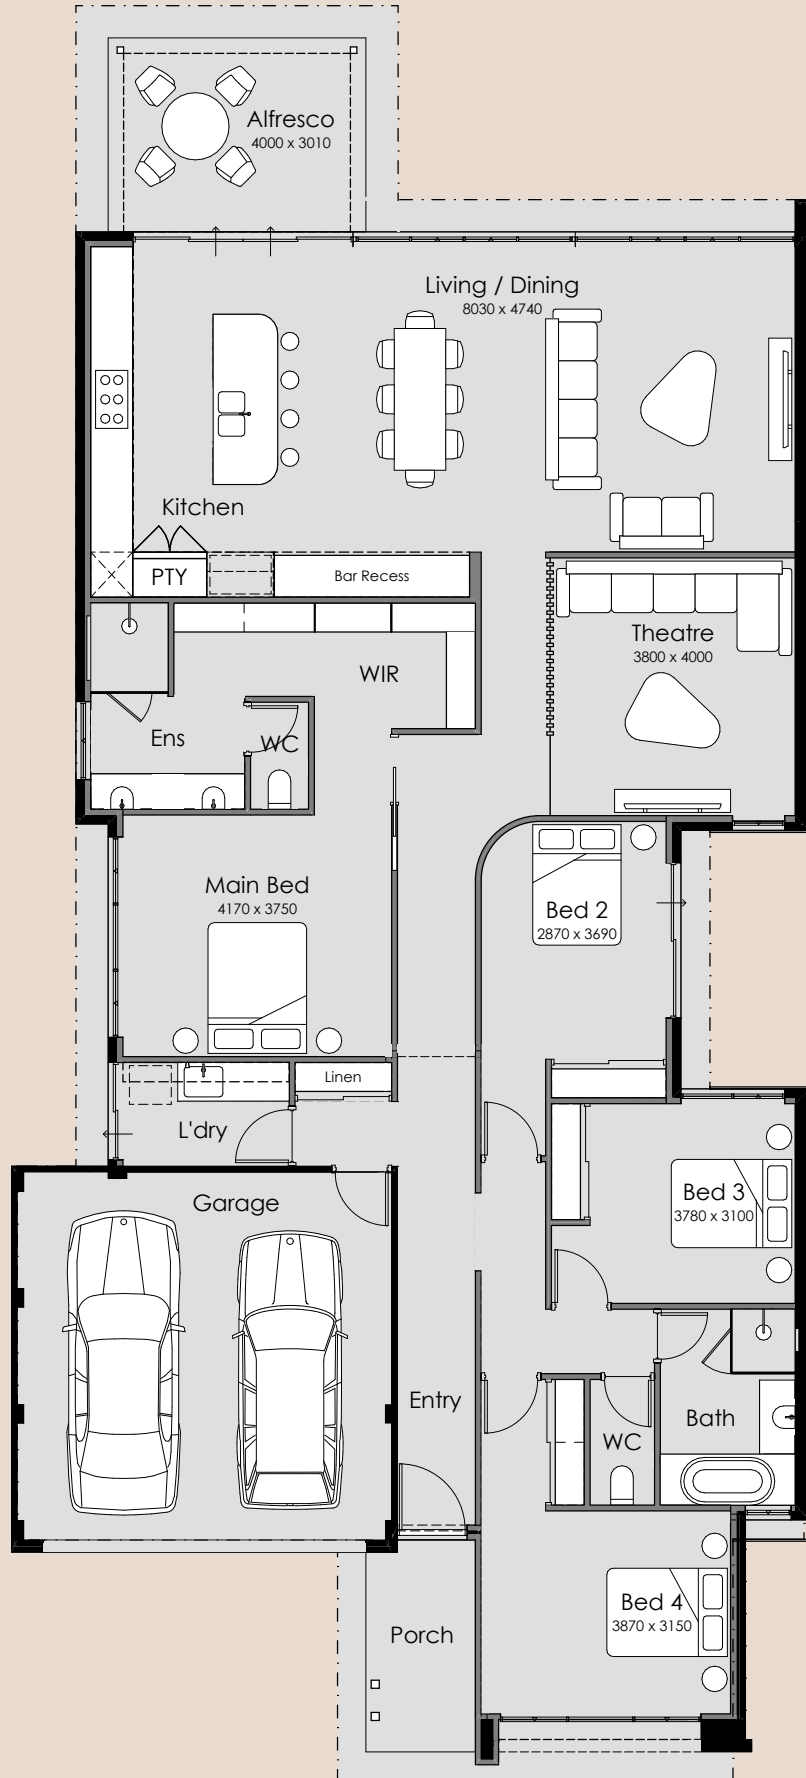 Alfresco
4000 x 3010
Living / Dining
8030 x 4740
Kitchen
PTY
Bar Recess
Theatre
3800 x 4000
WIR
Ens
WC
Main Bed
4170 x 3750
Bed 2
2870 x 3690
Linen
L'dry
Bed 3
3780 x 3100
Garage
Entry
Bath
WC
Bed 4
3870 x 3150
Porch